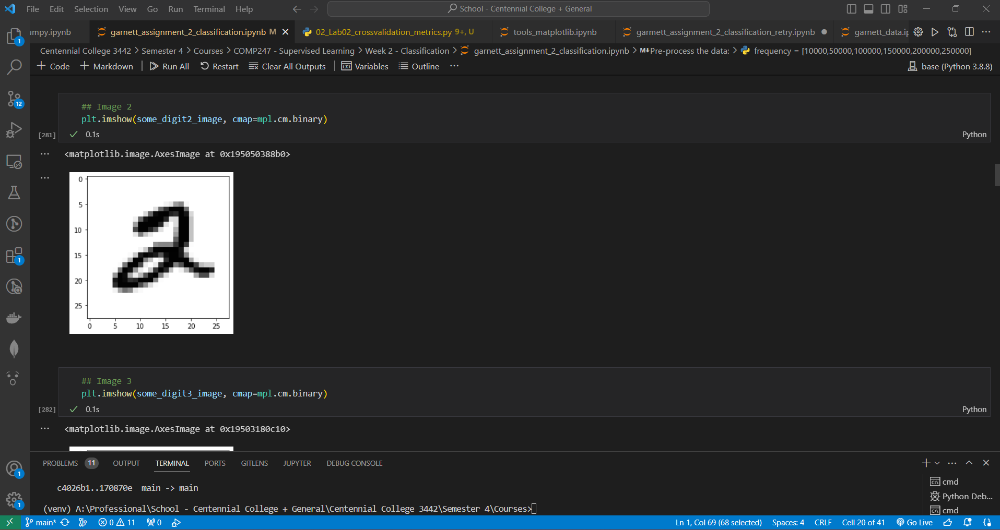 File Edit Selection View Go Run Terminal Help School - Centennial College + General
umpy.ipynb garnett_assignment_2_classification.ipynb M 02_Lab02_crossvalidation_metrics.py 9+, U tools_matplotlib.ipynb garmett_assignment_2_classification_retry.ipynb garnett_data.ip
Centennial College 3442 > Semester 4 > Courses > COMP247 - Supervised Learning > Week 2 - Classification > garnett_assignment_2_classification.ipynb > M↓Pre-process the data: > frequency = [10000,50000,100000,150000,200000,250000]
+ Code + Markdown | Run All Restart Clear All Outputs | Variables Outline ··· base (Python 3.8.8)
## Image 2
plt.imshow(some_digit2_image, cmap=mpl.cm.binary)
[281] ✓ 0.1s Python
··· <matplotlib.image.AxesImage at 0x195050388b0>
···
0
5
10
15
20
25
0 5 10 15 20 25
2
## Image 3
plt.imshow(some_digit3_image, cmap=mpl.cm.binary)
[282] ✓ 0.1s Python
··· <matplotlib.image.AxesImage at 0x19503180c10>
PROBLEMS 11 OUTPUT TERMINAL PORTS GITLENS JUPYTER DEBUG CONSOLE
c4026b1..170870e main -> main
(venv) A:\Professional\School - Centennial College + General\Centennial College 3442\Semester 4\Courses>
cmd
Python Deb...
cmd
1
12
1
1
1
main* 0 11 0 Ln 1, Col 69 (68 selected) Spaces: 4 CRLF Cell 20 of 41 Go Live